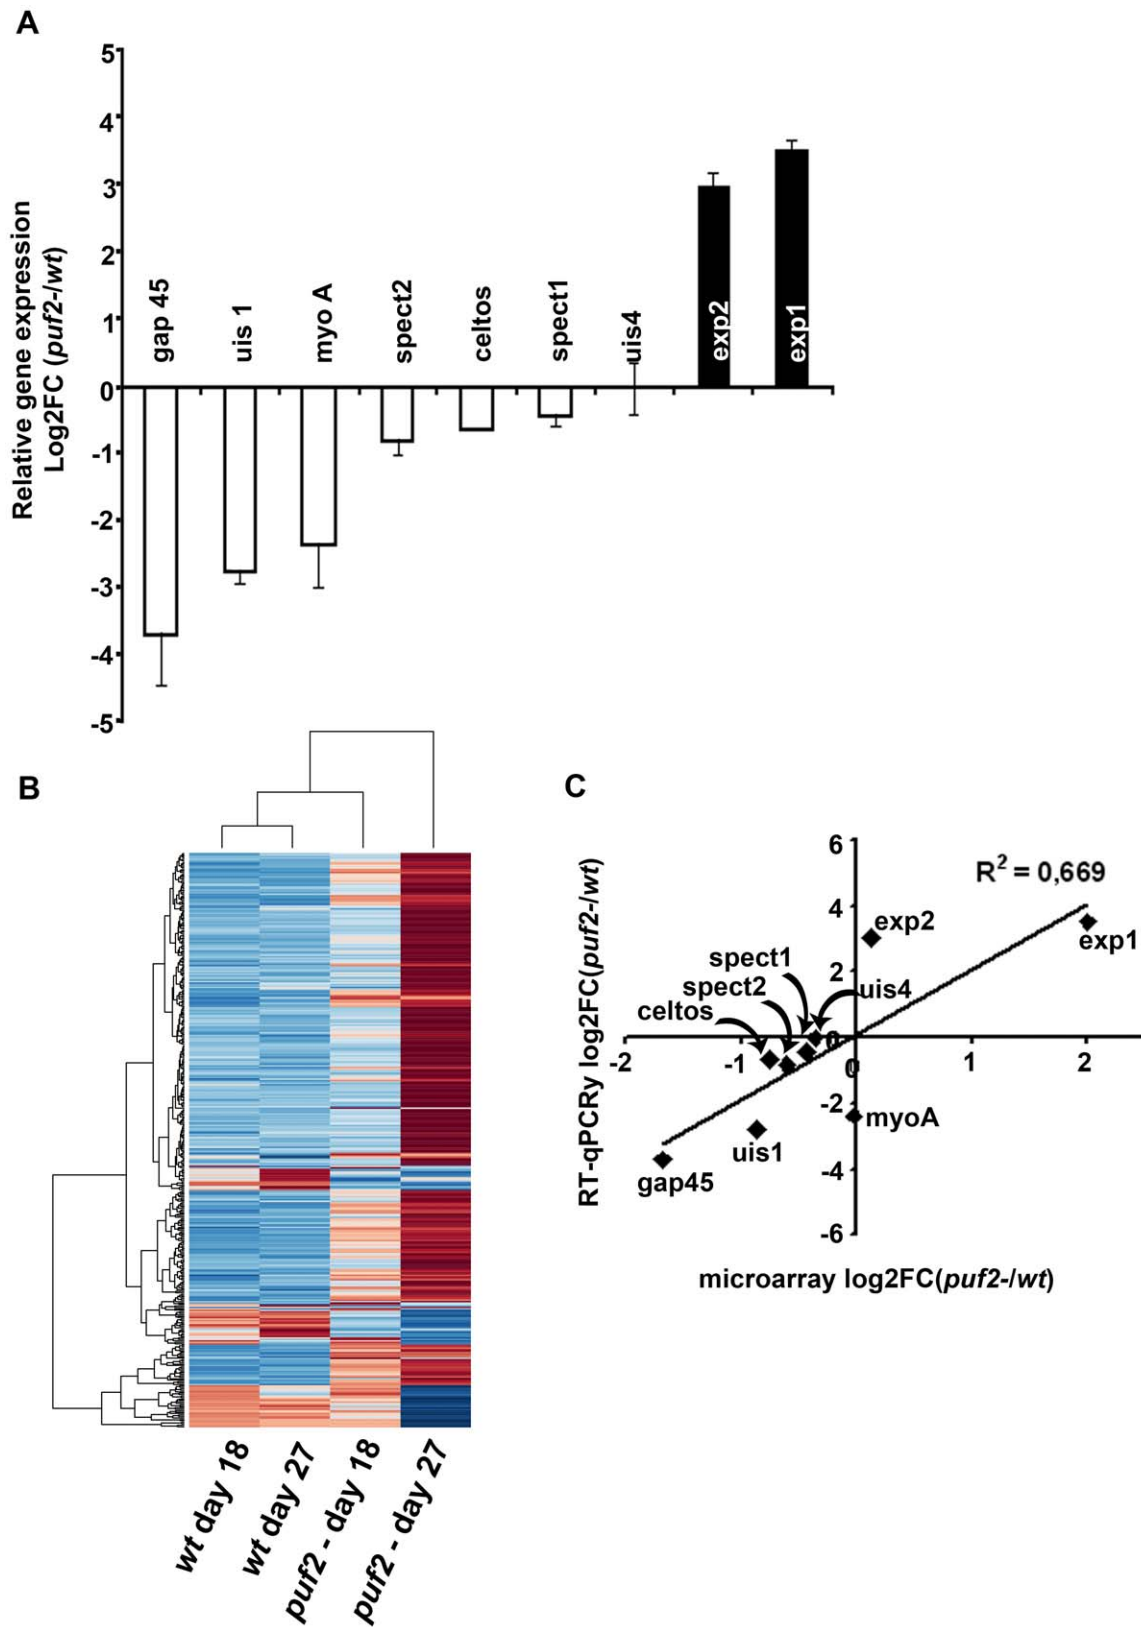 A
5
4
3
2
1
0
-1
-2
-3
-4
-5
Relative gene expression
Log2FC (puf2-/wt)
gap 45
uis 1
myo A
spect2
celtos
spect1
uis4
exp2
exp1
B
wt day 18
wt day 27
puf2 - day 18
puf2 - day 27
C
RT-qPCRy log2FC(puf2-/wt)
6
4
2
0
-2
-4
-6
-2
-1
0
1
2
R2 = 0,669
exp2
exp1
spect1
spect2
uis4
celtos
myoA
uis1
gap45
microarray log2FC(puf2-/wt)